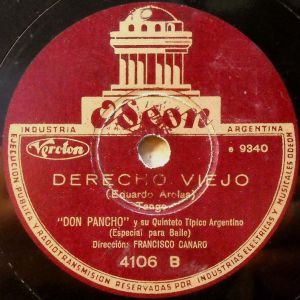 Odeon
INDUSTRIA ARGENTINA
Veroton
e 9340
DERECHO VIEJO
(Eduardo Arolas)
Tango
"DON PANCHO" y su Quinteto Típico Argentino
(Especial para Baile)
Dirección: FRANCISCO CANARO
4106 B
EJECUCION PUBLICA Y RADIOTRANSMISION RESERVADAS POR INDUSTRIAS ELECTRICAS Y MUSICALES ODEON